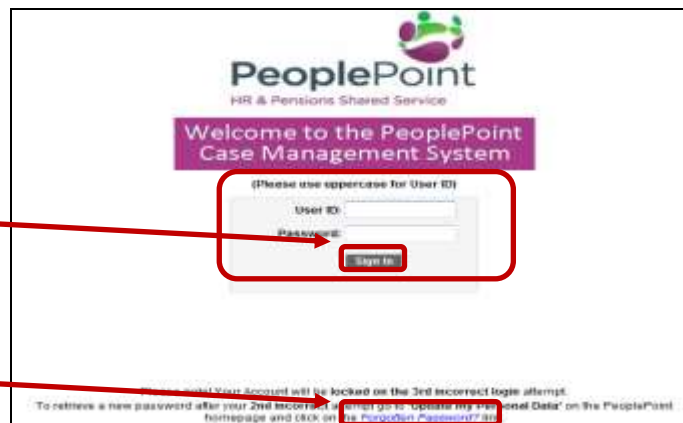 PeoplePoint
HR & Pensions Shared Service
Welcome to the PeoplePoint
Case Management System
(Please use uppercase for User ID)
User ID:
Password:
Sign In
Please note! Your Account will be locked on the 3rd incorrect login attempt.
To retrieve a new password after your 2nd incorrect attempt go to 'Update my Personal Data' on the PeoplePoint
homepage and click on the Forgotten Password? link